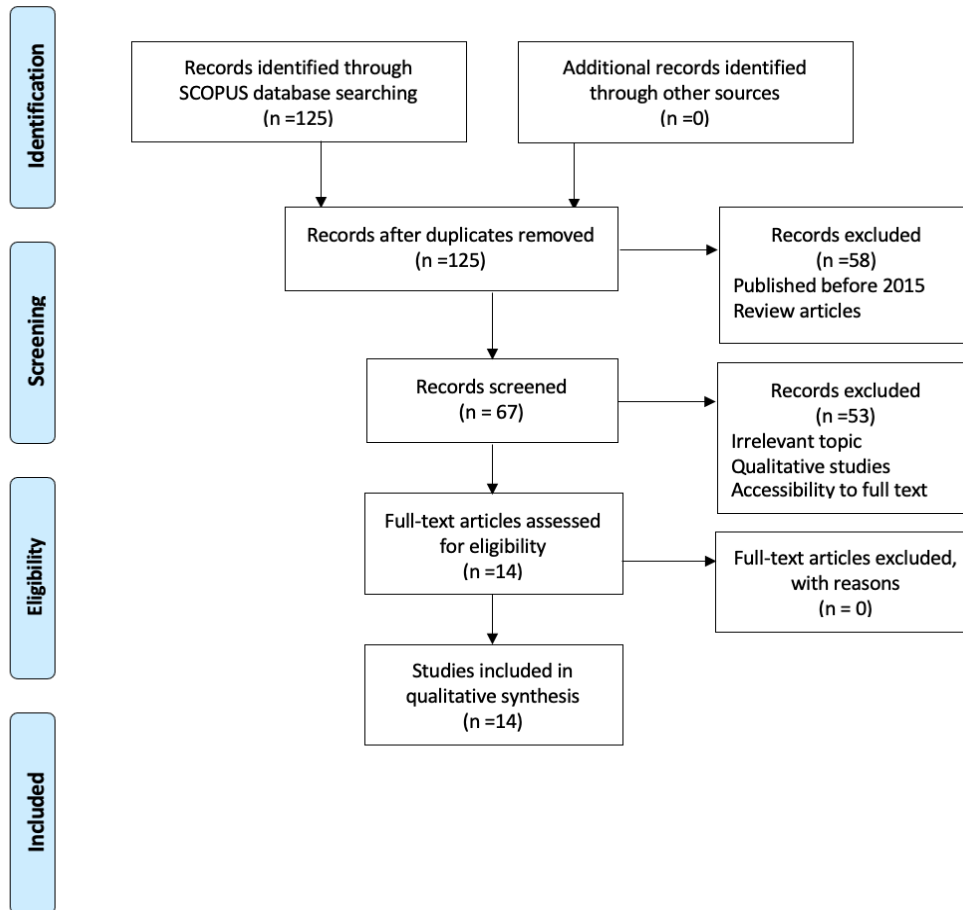 Identification
Records identified through
SCOPUS database searching
(n =125)
Additional records identified
through other sources
(n =0)
Records after duplicates removed
(n =125)
Records excluded
(n =58)
Published before 2015
Review articles
Screening
Records screened
(n = 67)
Records excluded
(n =53)
Irrelevant topic
Qualitative studies
Accessibility to full text
Eligibility
Full-text articles assessed
for eligibility
(n =14)
Full-text articles excluded,
with reasons
(n = 0)
Studies included in
qualitative synthesis
(n =14)
Included